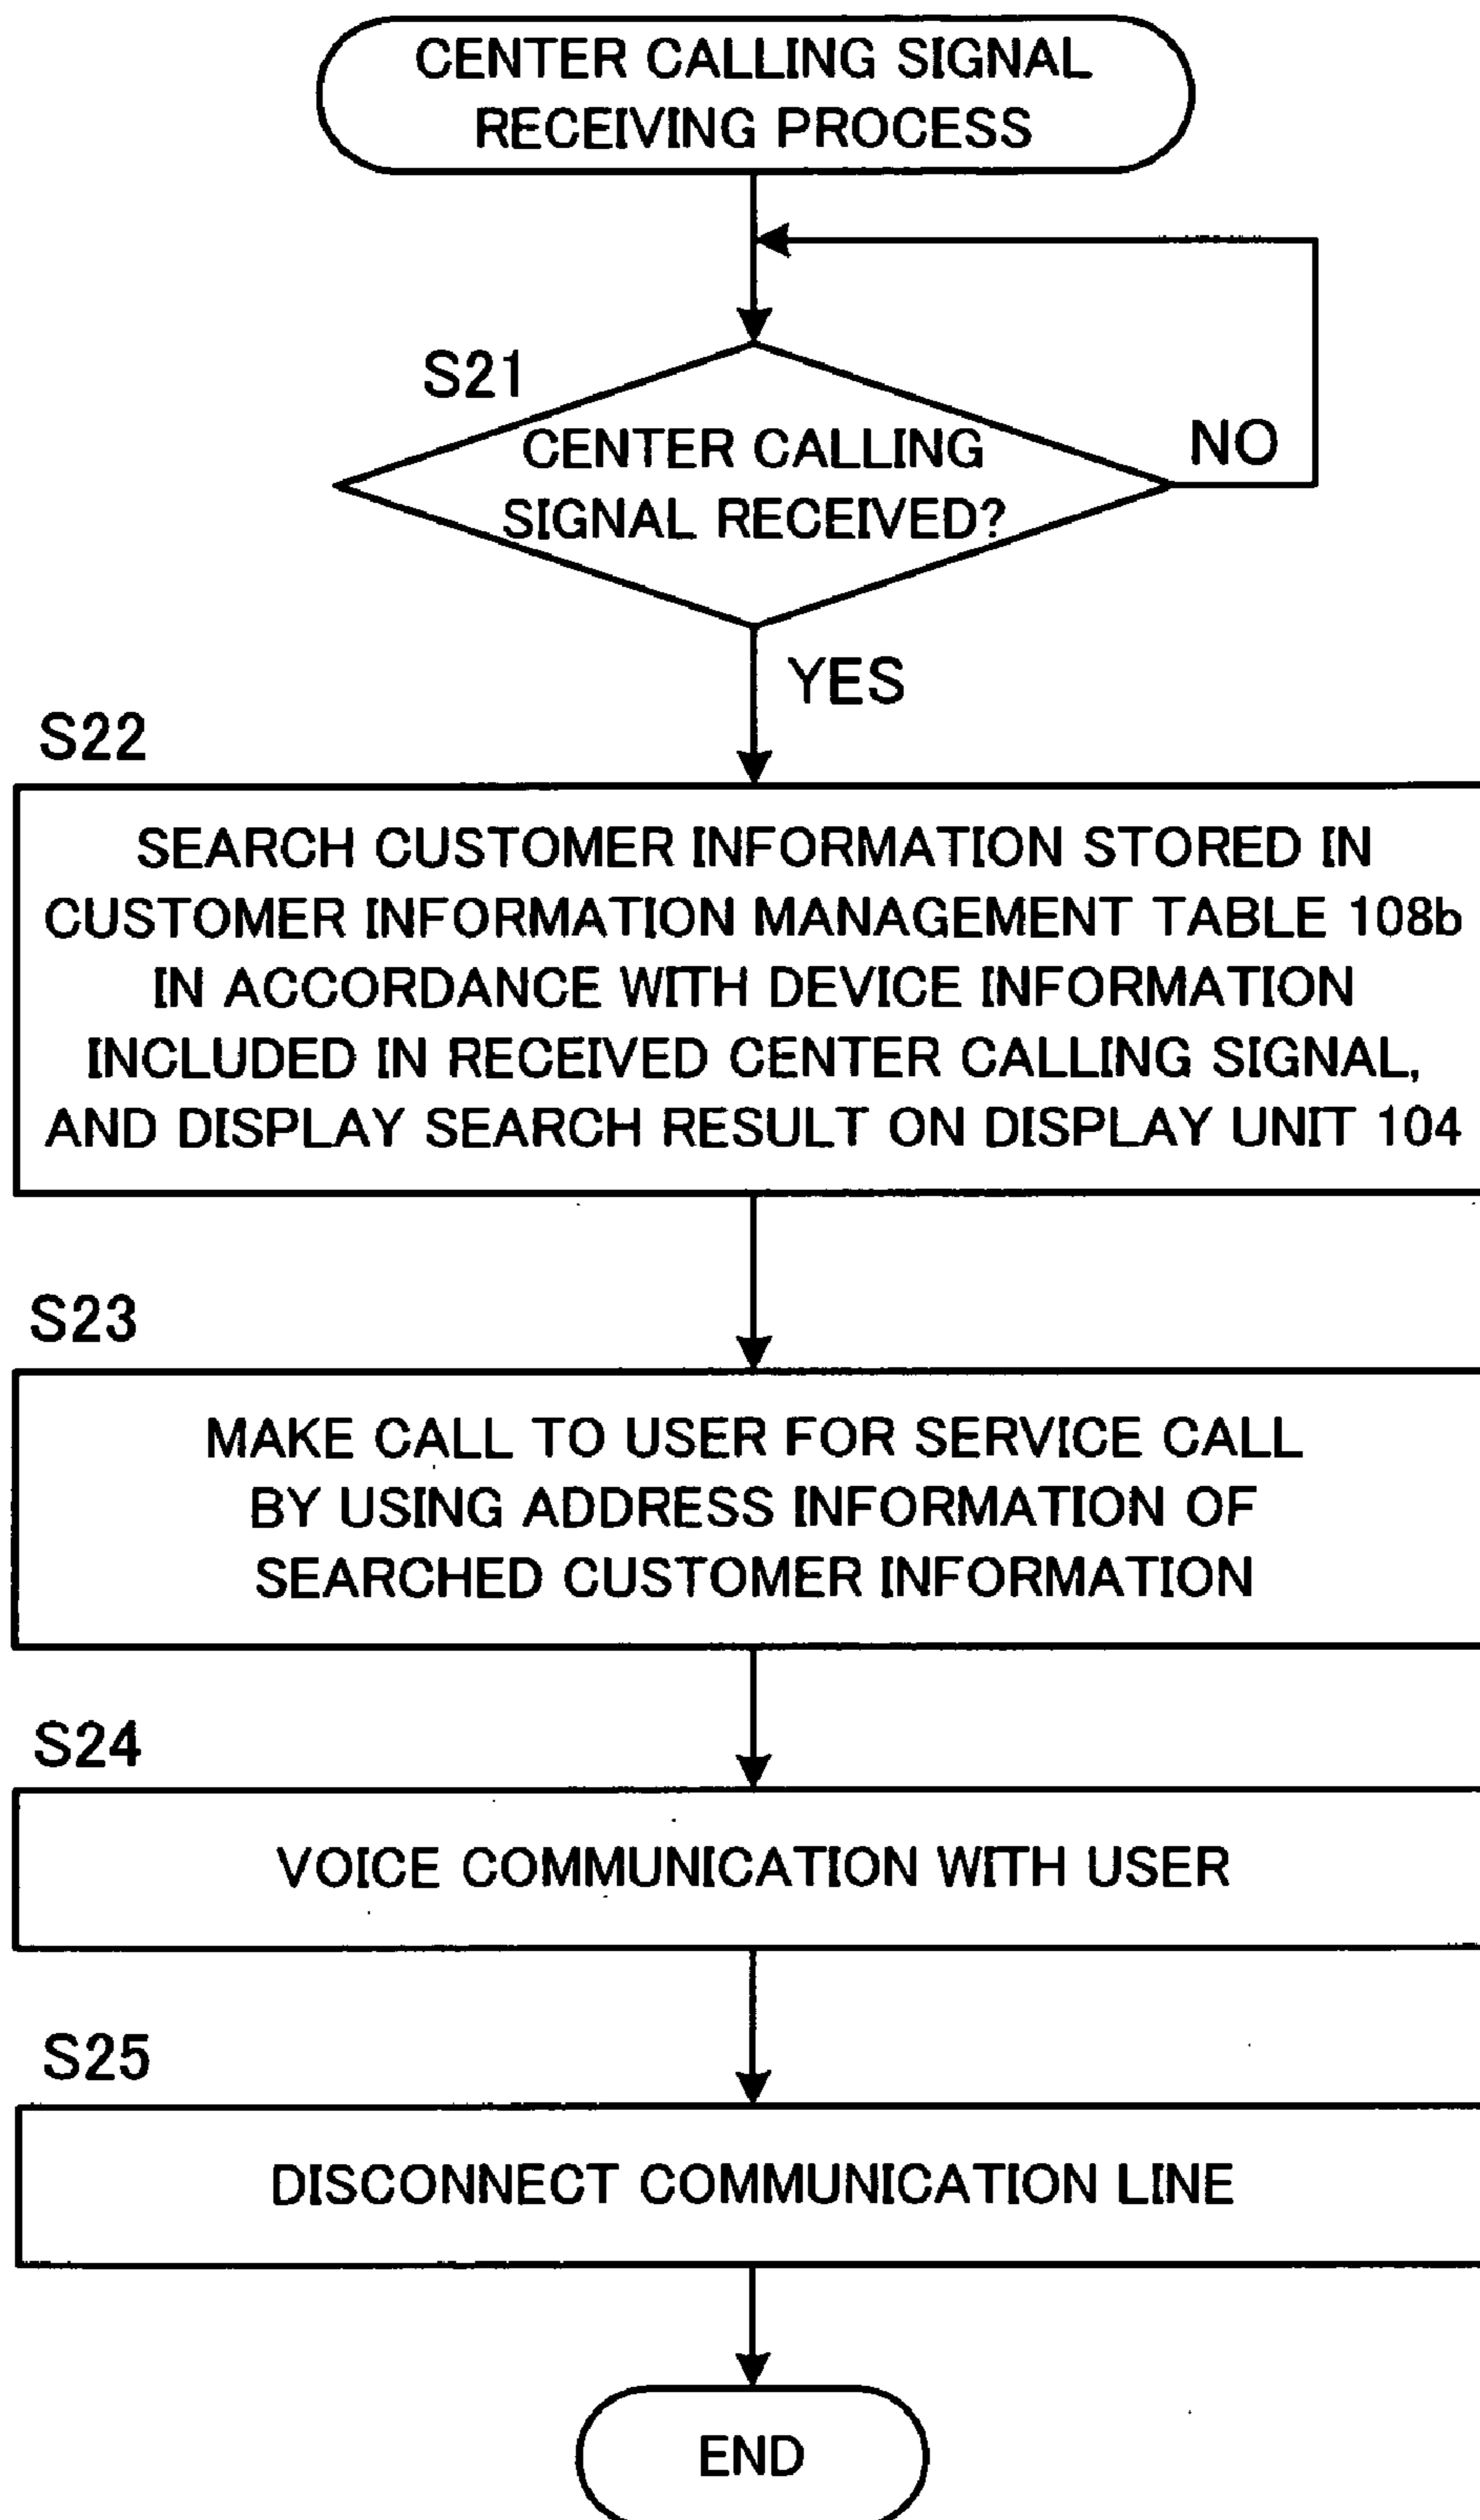 CENTER CALLING SIGNAL
RECEIVING PROCESS
S21
CENTER CALLING
SIGNAL RECEIVED?
NO
YES
S22
SEARCH CUSTOMER INFORMATION STORED IN
CUSTOMER INFORMATION MANAGEMENT TABLE 108b
IN ACCORDANCE WITH DEVICE INFORMATION
INCLUDED IN RECEIVED CENTER CALLING SIGNAL,
AND DISPLAY SEARCH RESULT ON DISPLAY UNIT 104
S23
MAKE CALL TO USER FOR SERVICE CALL
BY USING ADDRESS INFORMATION OF
SEARCHED CUSTOMER INFORMATION
S24
VOICE COMMUNICATION WITH USER
S25
DISCONNECT COMMUNICATION LINE
END